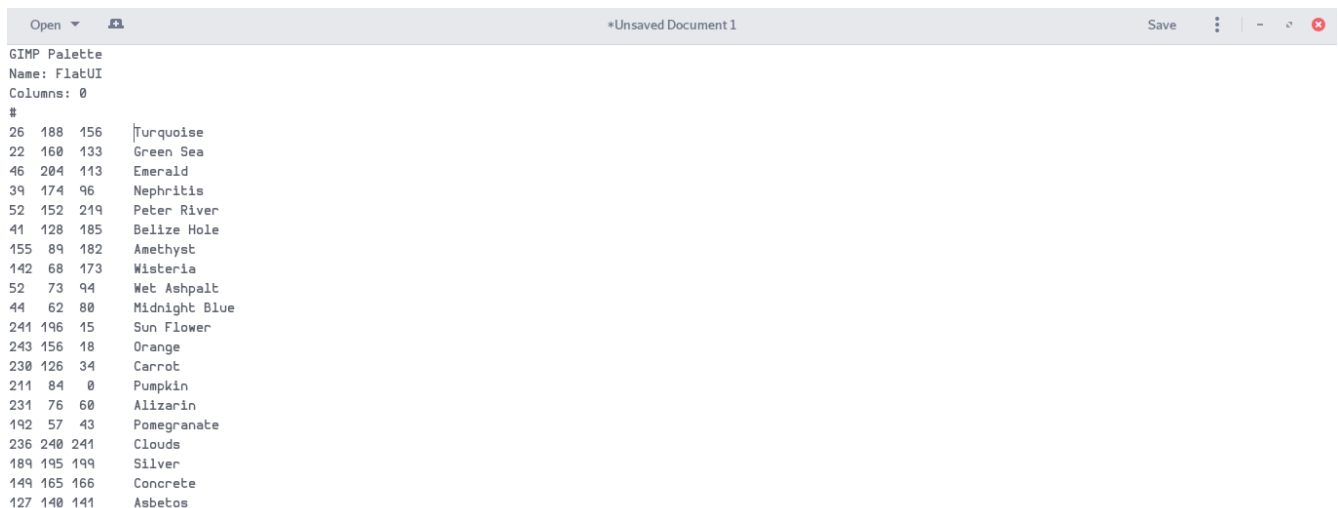 Open *Unsaved Document 1 Save
GIMP Palette
Name: FlatUI
Columns: 0
#
26 188 156 Turquoise
22 160 133 Green Sea
46 204 113 Emerald
39 174 96 Nephritis
52 152 219 Peter River
41 128 185 Belize Hole
155 89 182 Amethyst
142 68 173 Wisteria
52 73 94 Wet Ashpalt
44 62 80 Midnight Blue
241 196 15 Sun Flower
243 156 18 Orange
230 126 34 Carrot
211 84 0 Pumpkin
231 76 60 Alizarin
192 57 43 Pomegranate
236 240 241 Clouds
189 195 199 Silver
149 165 166 Concrete
127 140 141 Asbetos